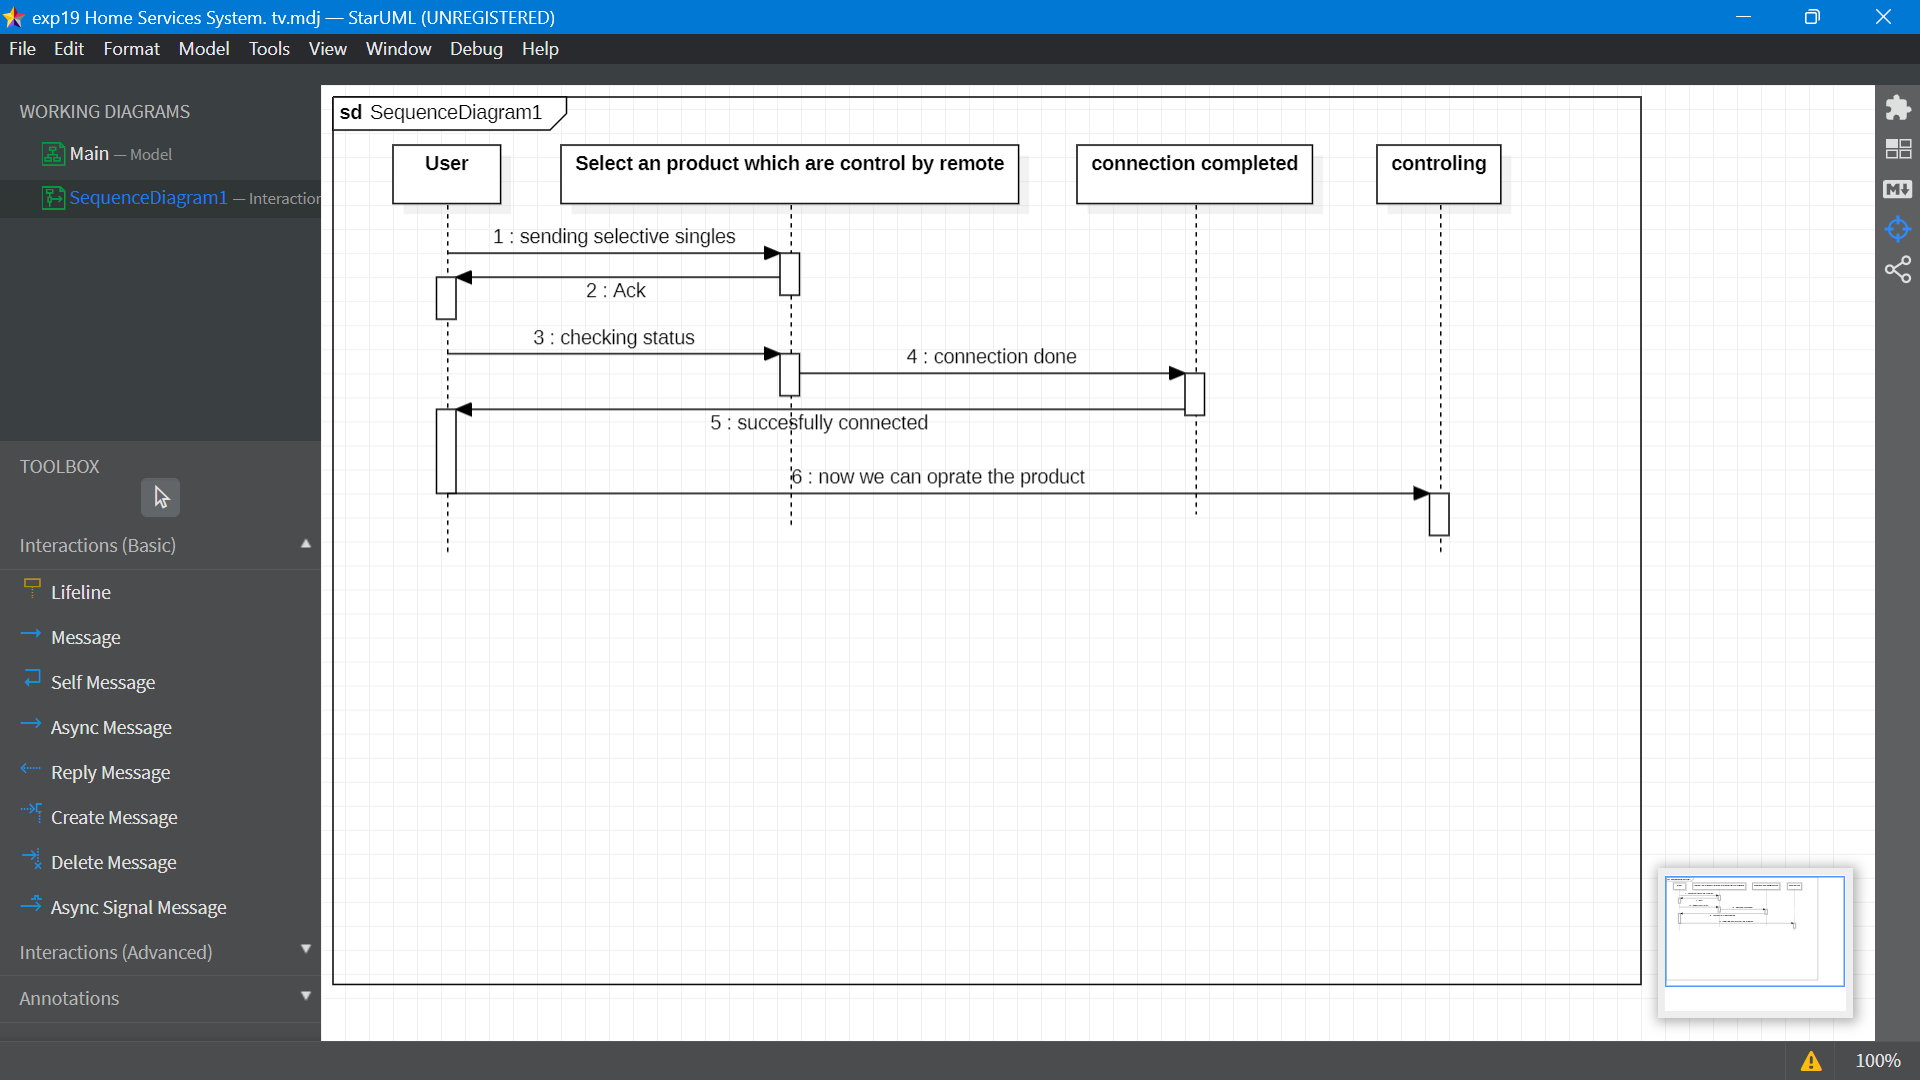 exp19 Home Services System. tv.mdj — StarUML (UNREGISTERED)
File Edit Format Model Tools View Window Debug Help
WORKING DIAGRAMS
Main — Model
SequenceDiagram1 — Interaction
TOOLBOX
Interactions (Basic)
Lifeline
Message
Self Message
Async Message
Reply Message
Create Message
Delete Message
Async Signal Message
Interactions (Advanced)
Annotations
sd SequenceDiagram1
User
Select an product which are control by remote
connection completed
controling
1 : sending selective singles
2 : Ack
3 : checking status
4 : connection done
5 : succesfully connected
6 : now we can oprate the product
M
100%